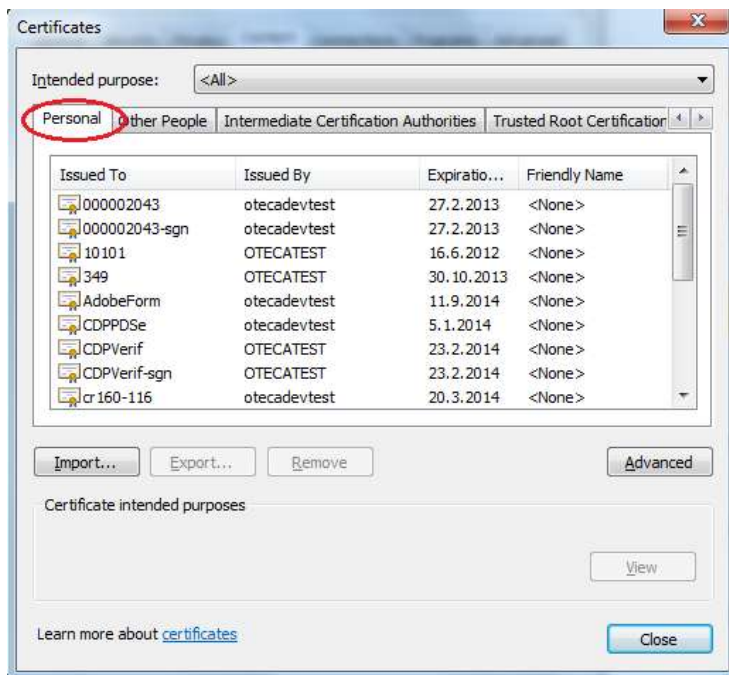 Certificates
Intended purpose: <All>
Personal Other People Intermediate Certification Authorities Trusted Root Certification
Issued To Issued By Expiratio... Friendly Name
000002043 otecadevtest 27.2.2013 <None>
000002043-sgn otecadevtest 27.2.2013 <None>
10101 OTECATEST 16.6.2012 <None>
349 OTECATEST 30.10.2013 <None>
AdobeForm otecadevtest 11.9.2014 <None>
CDPPDSe otecadevtest 5.1.2014 <None>
CDPVerif OTECATEST 23.2.2014 <None>
CDPVerif-sgn OTECATEST 23.2.2014 <None>
cr160-116 otecadevtest 20.3.2014 <None>
Import... Export... Remove Advanced
Certificate intended purposes
View
Learn more about certificates
Close